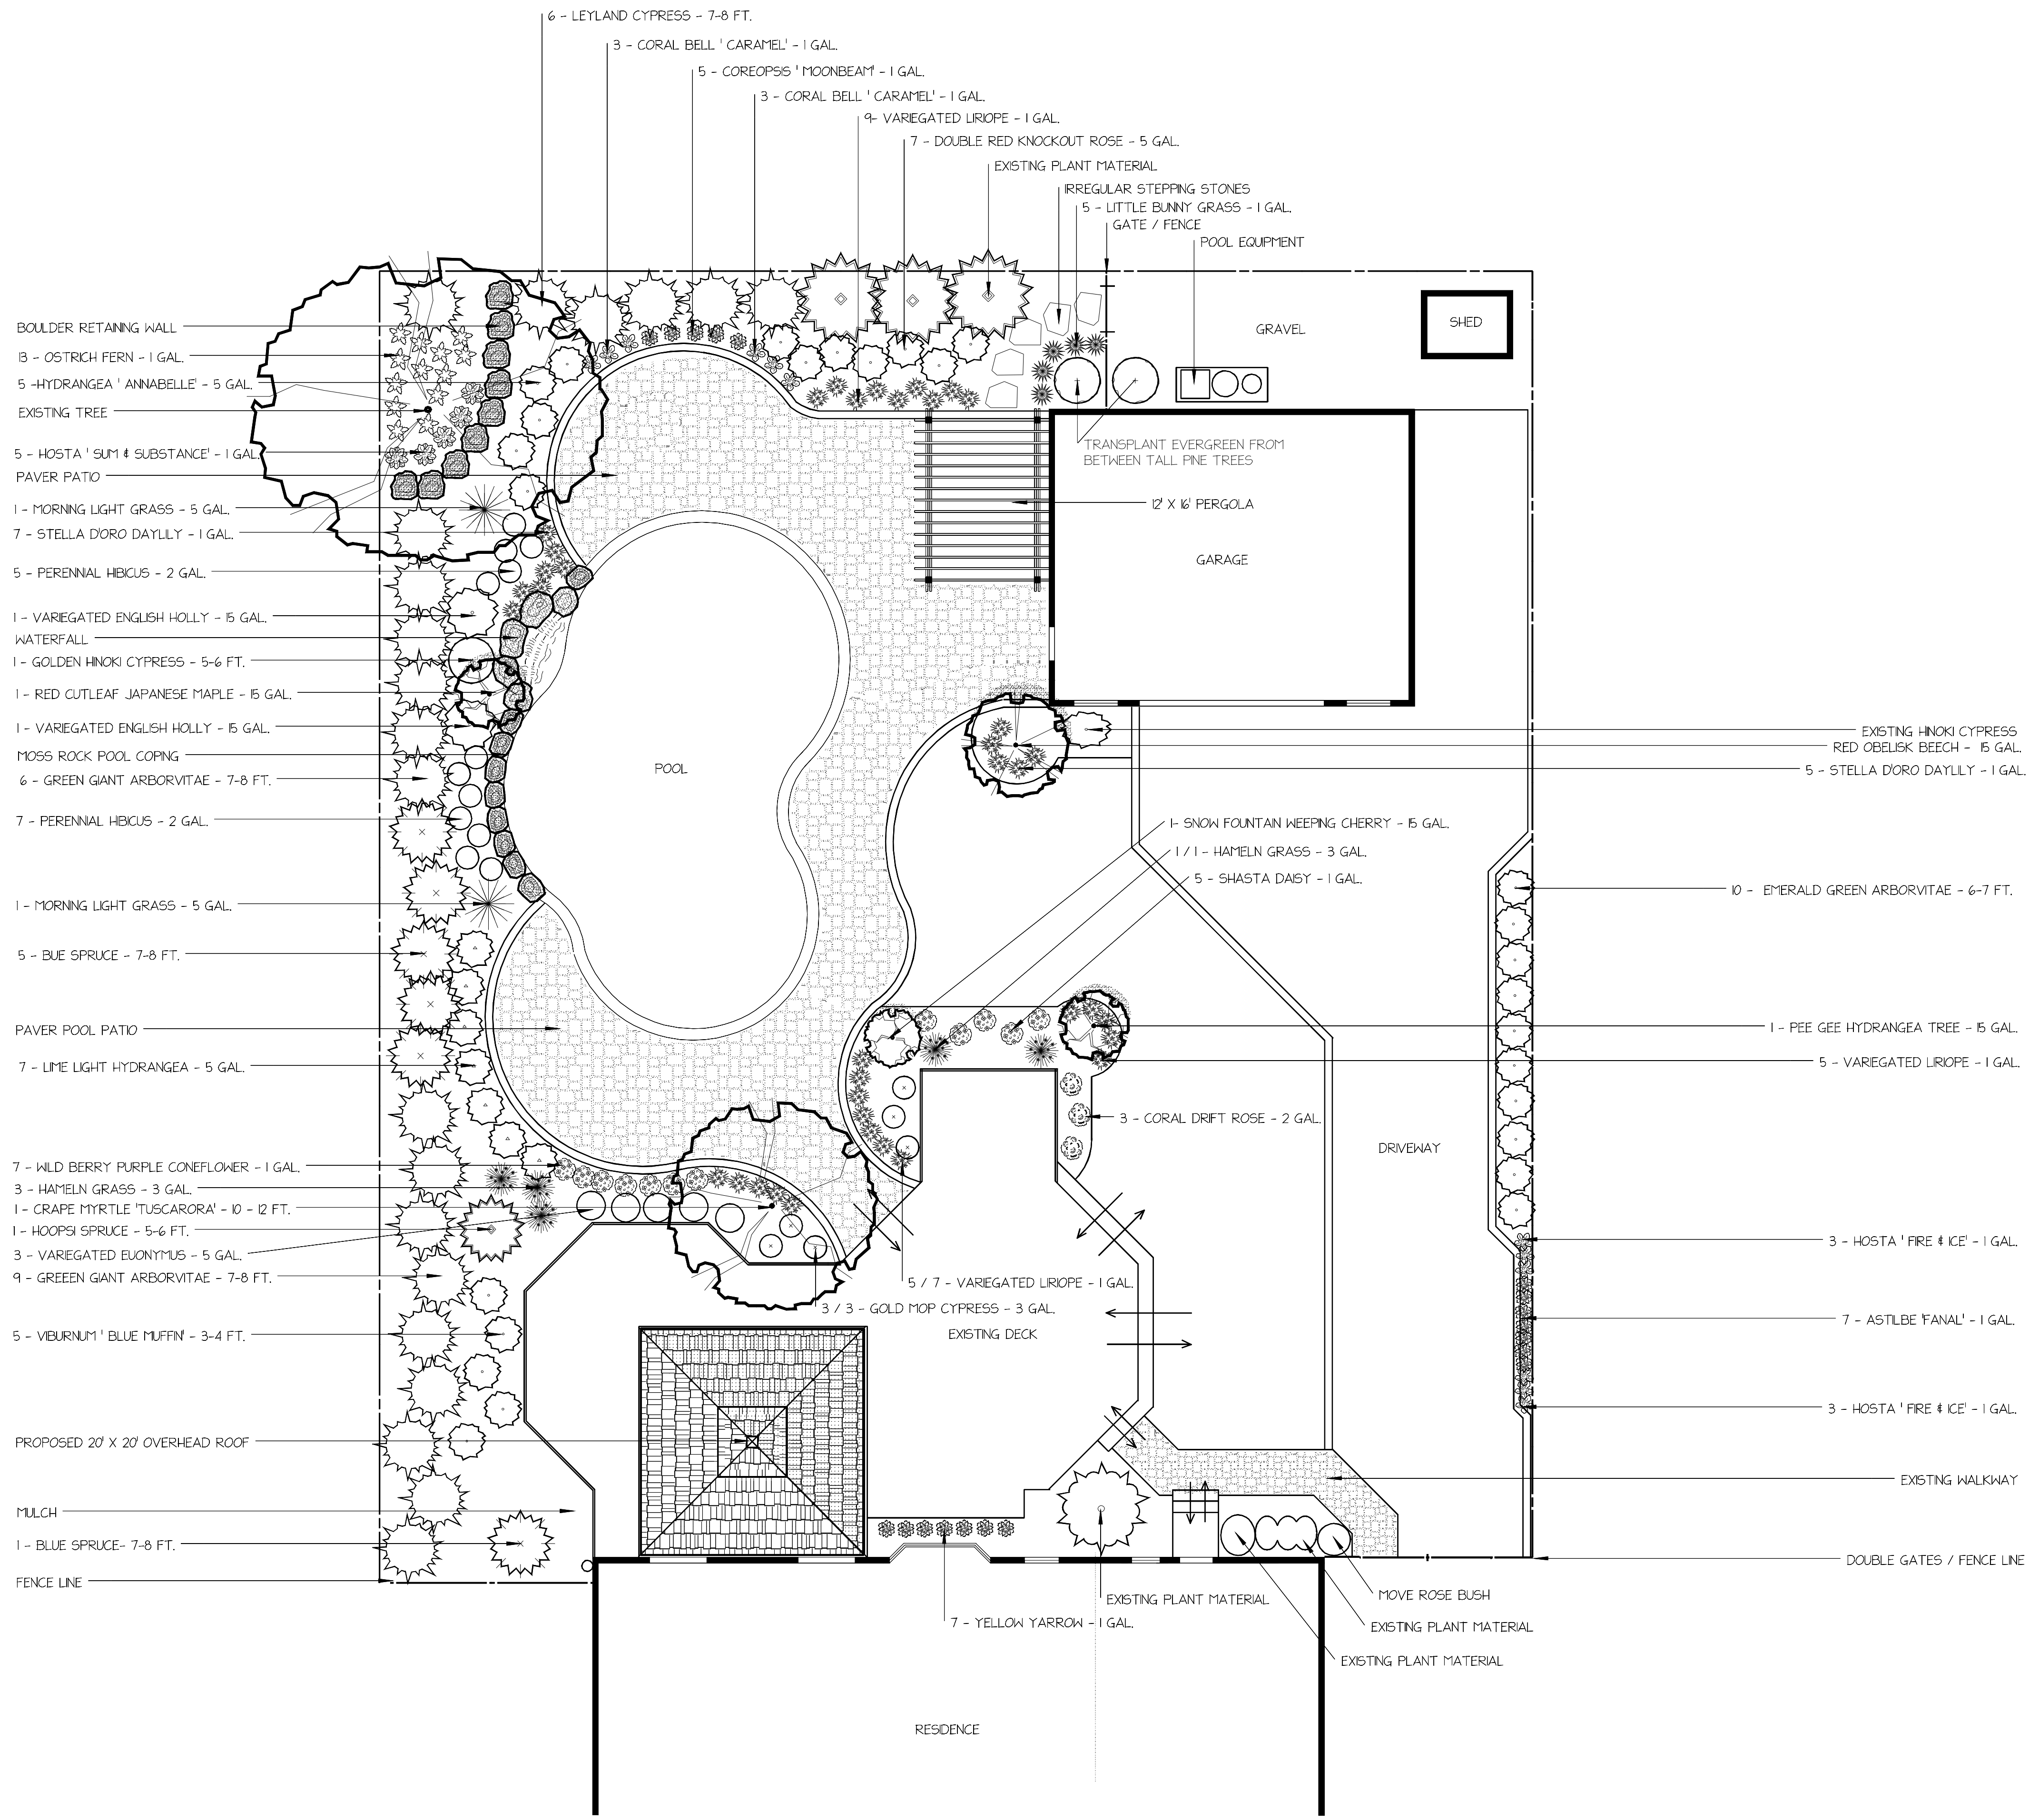 6 - LEYLAND CYPRESS - 7-8 FT.
3 - CORAL BELL ' CARAMEL' - 1 GAL.
5 - COREOPSIS ' MOONBEAM' - 1 GAL.
3 - CORAL BELL ' CARAMEL' - 1 GAL.
9- VARIEGATED LIRIOPE - 1 GAL.
7 - DOUBLE RED KNOCKOUT ROSE - 5 GAL.
EXISTING PLANT MATERIAL
IRREGULAR STEPPING STONES
5 - LITTLE BUNNY GRASS - 1 GAL.
GATE / FENCE
POOL EQUIPMENT
BOULDER RETAINING WALL
13 - OSTRICH FERN - 1 GAL.
5 -HYDRANGEA ' ANNABELLE' - 5 GAL.
EXISTING TREE
5 - HOSTA ' SUM & SUBSTANCE' - 1 GAL.
PAVER PATIO
1 - MORNING LIGHT GRASS - 5 GAL.
7 - STELLA D'ORO DAYLILY - 1 GAL.
5 - PERENNIAL HIBICUS - 2 GAL.
1 - VARIEGATED ENGLISH HOLLY - 15 GAL.
WATERFALL
1 - GOLDEN HINOKI CYPRESS - 5-6 FT.
1 - RED CUTLEAF JAPANESE MAPLE - 15 GAL.
1 - VARIEGATED ENGLISH HOLLY - 15 GAL.
MOSS ROCK POOL COPING
6 - GREEN GIANT ARBORVITAE - 7-8 FT.
7 - PERENNIAL HIBICUS - 2 GAL.
1 - MORNING LIGHT GRASS - 5 GAL.
5 - BUE SPRUCE - 7-8 FT.
PAVER POOL PATIO
7 - LIME LIGHT HYDRANGEA - 5 GAL.
7 - WILD BERRY PURPLE CONEFLOWER - 1 GAL.
3 - HAMELN GRASS - 3 GAL.
1 - CRAPE MYRTLE 'TUSCARORA' - 10 - 12 FT.
1 - HOOPSI SPRUCE - 5-6 FT.
3 - VARIEGATED EUONYMUS - 5 GAL.
9 - GREEEN GIANT ARBORVITAE - 7-8 FT.
5 - VIBURNUM ' BLUE MUFFIN' - 3-4 FT.
PROPOSED 20' X 20' OVERHEAD ROOF
MULCH
1 - BLUE SPRUCE- 7-8 FT.
FENCE LINE
GRAVEL
SHED
TRANSPLANT EVERGREEN FROM
BETWEEN TALL PINE TREES
12' X 16' PERGOLA
GARAGE
POOL
1- SNOW FOUNTAIN WEEPING CHERRY - 15 GAL.
1 / 1 - HAMELN GRASS - 3 GAL.
5 - SHASTA DAISY - 1 GAL.
3 - CORAL DRIFT ROSE - 2 GAL.
DRIVEWAY
5 / 7 - VARIEGATED LIRIOPE - 1 GAL.
3 / 3 - GOLD MOP CYPRESS - 3 GAL.
EXISTING DECK
EXISTING HINOKI CYPRESS
RED OBELISK BEECH - 15 GAL.
5 - STELLA D'ORO DAYLILY - 1 GAL.
10 - EMERALD GREEN ARBORVITAE - 6-7 FT.
1 - PEE GEE HYDRANGEA TREE - 15 GAL.
5 - VARIEGATED LIRIOPE - 1 GAL.
3 - HOSTA ' FIRE & ICE' - 1 GAL.
7 - ASTILBE 'FANAL' - 1 GAL.
3 - HOSTA ' FIRE & ICE' - 1 GAL.
EXISTING WALKWAY
DOUBLE GATES / FENCE LINE
MOVE ROSE BUSH
EXISTING PLANT MATERIAL
7 - YELLOW YARROW - 1 GAL.
EXISTING PLANT MATERIAL
EXISTING PLANT MATERIAL
RESIDENCE